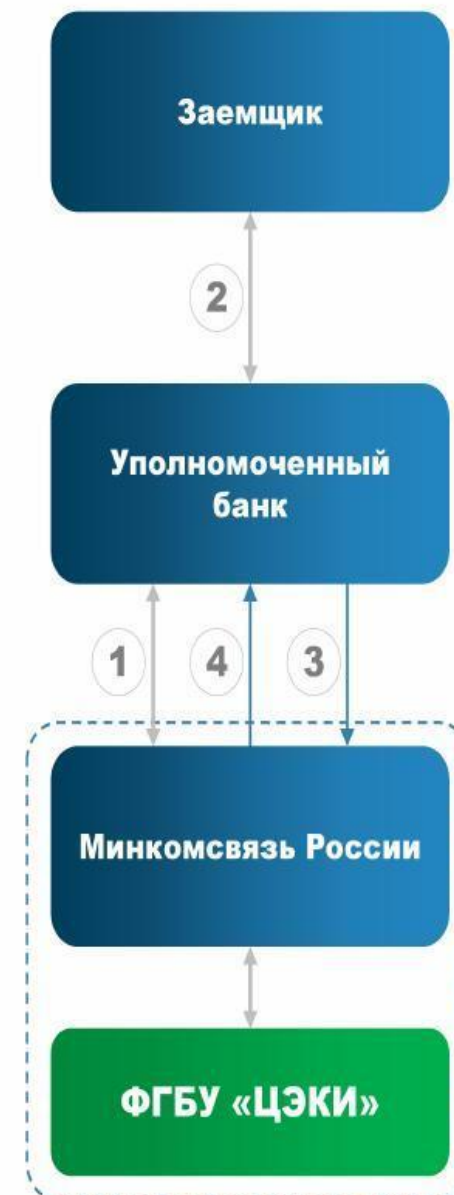 Заемщик
2
Уполномоченный
банк
1 4 3
Минкомсвязь России
ФГБУ «ЦЭКИ»